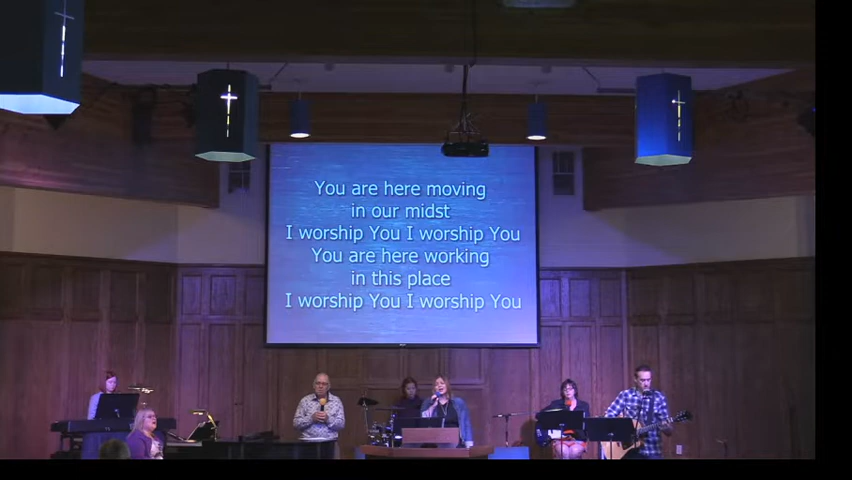 You are here moving
in our midst
I worship You I worship You
You are here working
in this place
I worship You I worship You